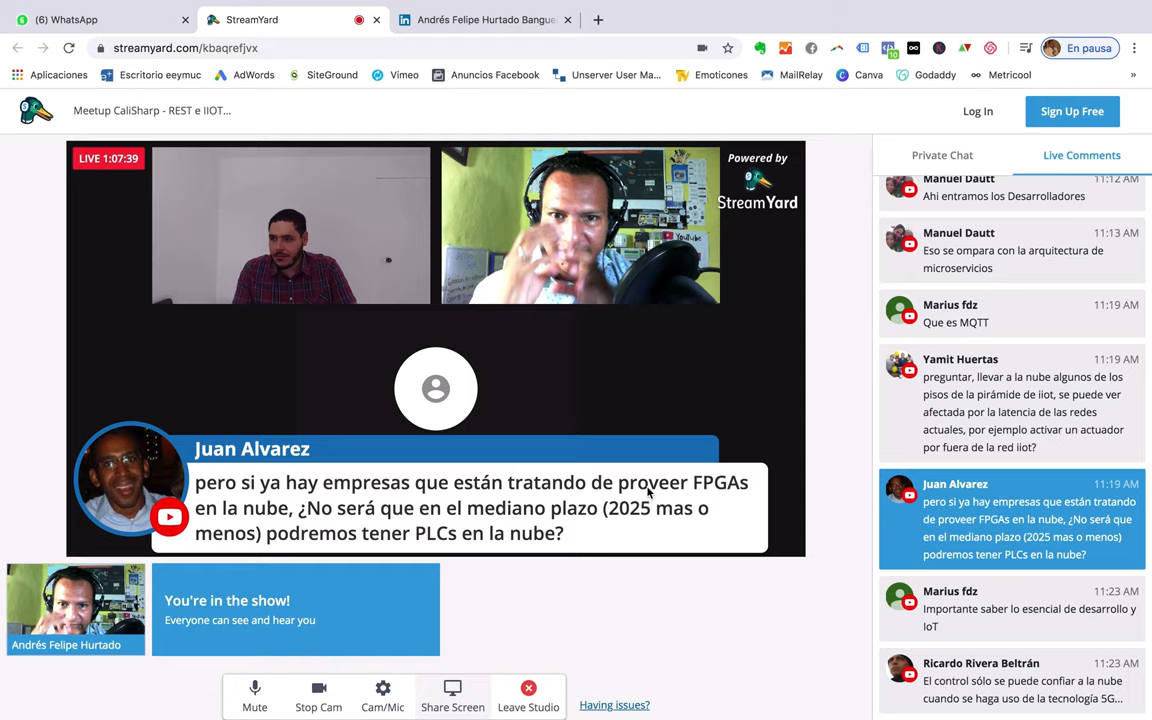 (6) WhatsApp
StreamYard
Andrés Felipe Hurtado Bangue
streamyard.com/kbaqrefjvx
10
En pausa
Aplicaciones
Escritorio eeymuc
AdWords
SiteGround
Vimeo
Anuncios Facebook
Unserver User Ma...
Emoticones
MailRelay
Canva
Godaddy
Metricool
»
Meetup CaliSharp - REST e IIOT...
Log In
Sign Up Free
LIVE 1:07:39
Powered by
StreamYard
YouTube
Juan Alvarez
pero si ya hay empresas que están tratando de proveer FPGAs
en la nube, ¿No será que en el mediano plazo (2025 mas o
menos) podremos tener PLCs en la nube?
Andrés Felipe Hurtado
You're in the show!
Everyone can see and hear you
Mute
Stop Cam
Cam/Mic
Share Screen
Leave Studio
Having issues?
Private Chat
Live Comments
Manuel Dautt
11:12 AM
Ahi entramos los Desarrolladores
Manuel Dautt
11:13 AM
Eso se ompara con la arquitectura de
microservicios
Marius fdz
11:19 AM
Que es MQTT
Yamit Huertas
11:19 AM
preguntar, llevar a la nube algunos de los
pisos de la pirámide de iiot, se puede ver
afectada por la latencia de las redes
actuales, por ejemplo activar un actuador
por fuera de la red iiot?
Juan Alvarez
11:19 AM
pero si ya hay empresas que están tratando
de proveer FPGAs en la nube, ¿No será que
en el mediano plazo (2025 mas o menos)
podremos tener PLCs en la nube?
Marius fdz
11:23 AM
Importante saber lo esencial de desarrollo y
IoT
Ricardo Rivera Beltrán
11:23 AM
El control sólo se puede confiar a la nube
cuando se haga uso de la tecnología 5G...